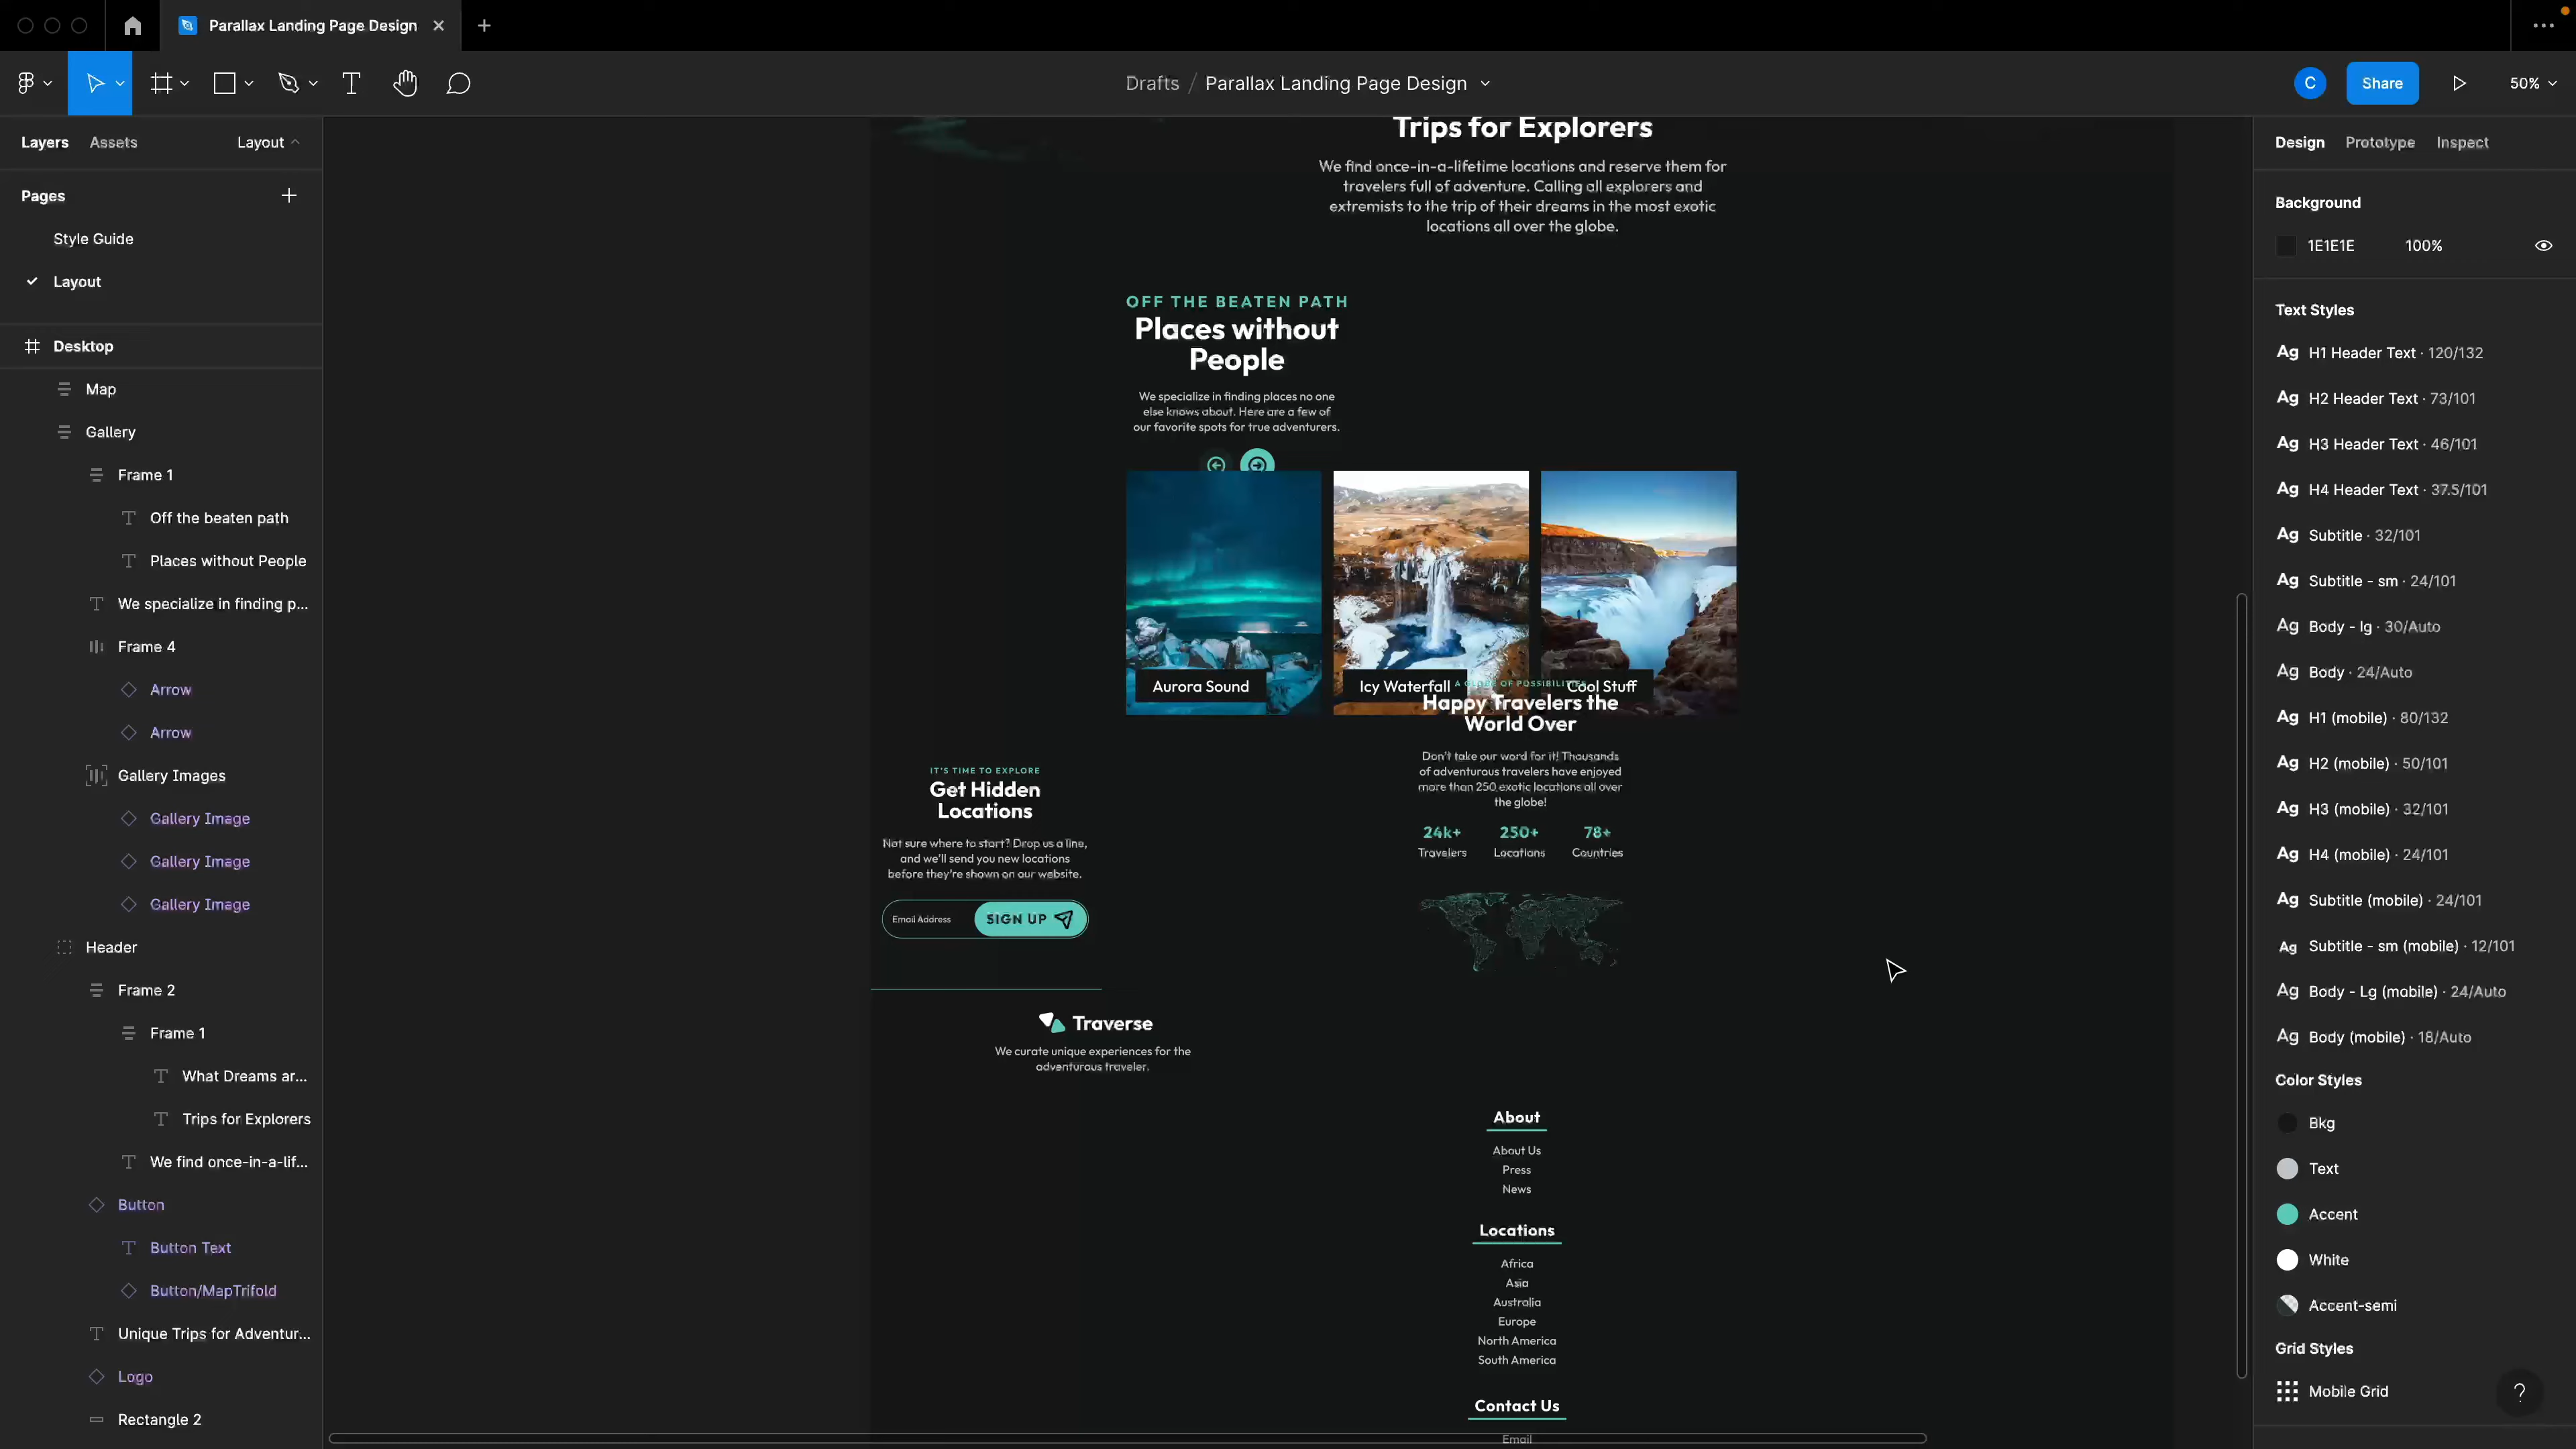 Parallax Landing Page Design
Drafts / Parallax Landing Page Design
C
Share
50%
Layers
Assets
Layout
Pages
Style Guide
Layout
Desktop
Map
Gallery
Frame 1
Off the beaten path
Places without People
We specialize in finding p...
Frame 4
Arrow
Arrow
Gallery Images
Gallery Image
Gallery Image
Gallery Image
Header
Frame 2
Frame 1
What Dreams ar...
Trips for Explorers
We find once-in-a-lif...
Button
Button Text
Button/MapTrifold
Unique Trips for Adventur...
Logo
Rectangle 2
Trips for Explorers
We find once-in-a-lifetime locations and reserve them for
travelers full of adventure. Calling all explorers and
extremists to the trip of their dreams in the most exotic
locations all over the globe.
OFF THE BEATEN PATH
Places without
People
We specialize in finding places no one
else knows about. Here are a few of
our favorite spots for true adventurers.
Aurora Sound
Icy Waterfall
Cool Stuff
A GLOBE OF POSSIBILITIES
Happy Travelers the
World Over
Don't take our word for it! Thousands
of adventurous travelers have enjoyed
more than 250 exotic locations all over
the globe!
24k+ 250+ 78+
Travelers Locations Countries
IT'S TIME TO EXPLORE
Get Hidden
Locations
Not sure where to start? Drop us a line,
and we'll send you new locations
before they're shown on our website.
Email Address
SIGN UP
Traverse
We curate unique experiences for the
adventurous traveler.
About
About Us
Press
News
Locations
Africa
Asia
Australia
Europe
North America
South America
Contact Us
Email
Design
Prototype
Inspect
Background
1E1E1E 100%
Text Styles
Ag H1 Header Text · 120/132
Ag H2 Header Text · 73/101
Ag H3 Header Text · 46/101
Ag H4 Header Text · 37.5/101
Ag Subtitle · 32/101
Ag Subtitle - sm · 24/101
Ag Body - lg · 30/Auto
Ag Body · 24/Auto
Ag H1 (mobile) · 80/132
Ag H2 (mobile) · 50/101
Ag H3 (mobile) · 32/101
Ag H4 (mobile) · 24/101
Ag Subtitle (mobile) · 24/101
Ag Subtitle - sm (mobile) · 12/101
Ag Body - Lg (mobile) · 24/Auto
Ag Body (mobile) · 18/Auto
Color Styles
Bkg
Text
Accent
White
Accent-semi
Grid Styles
Mobile Grid
?